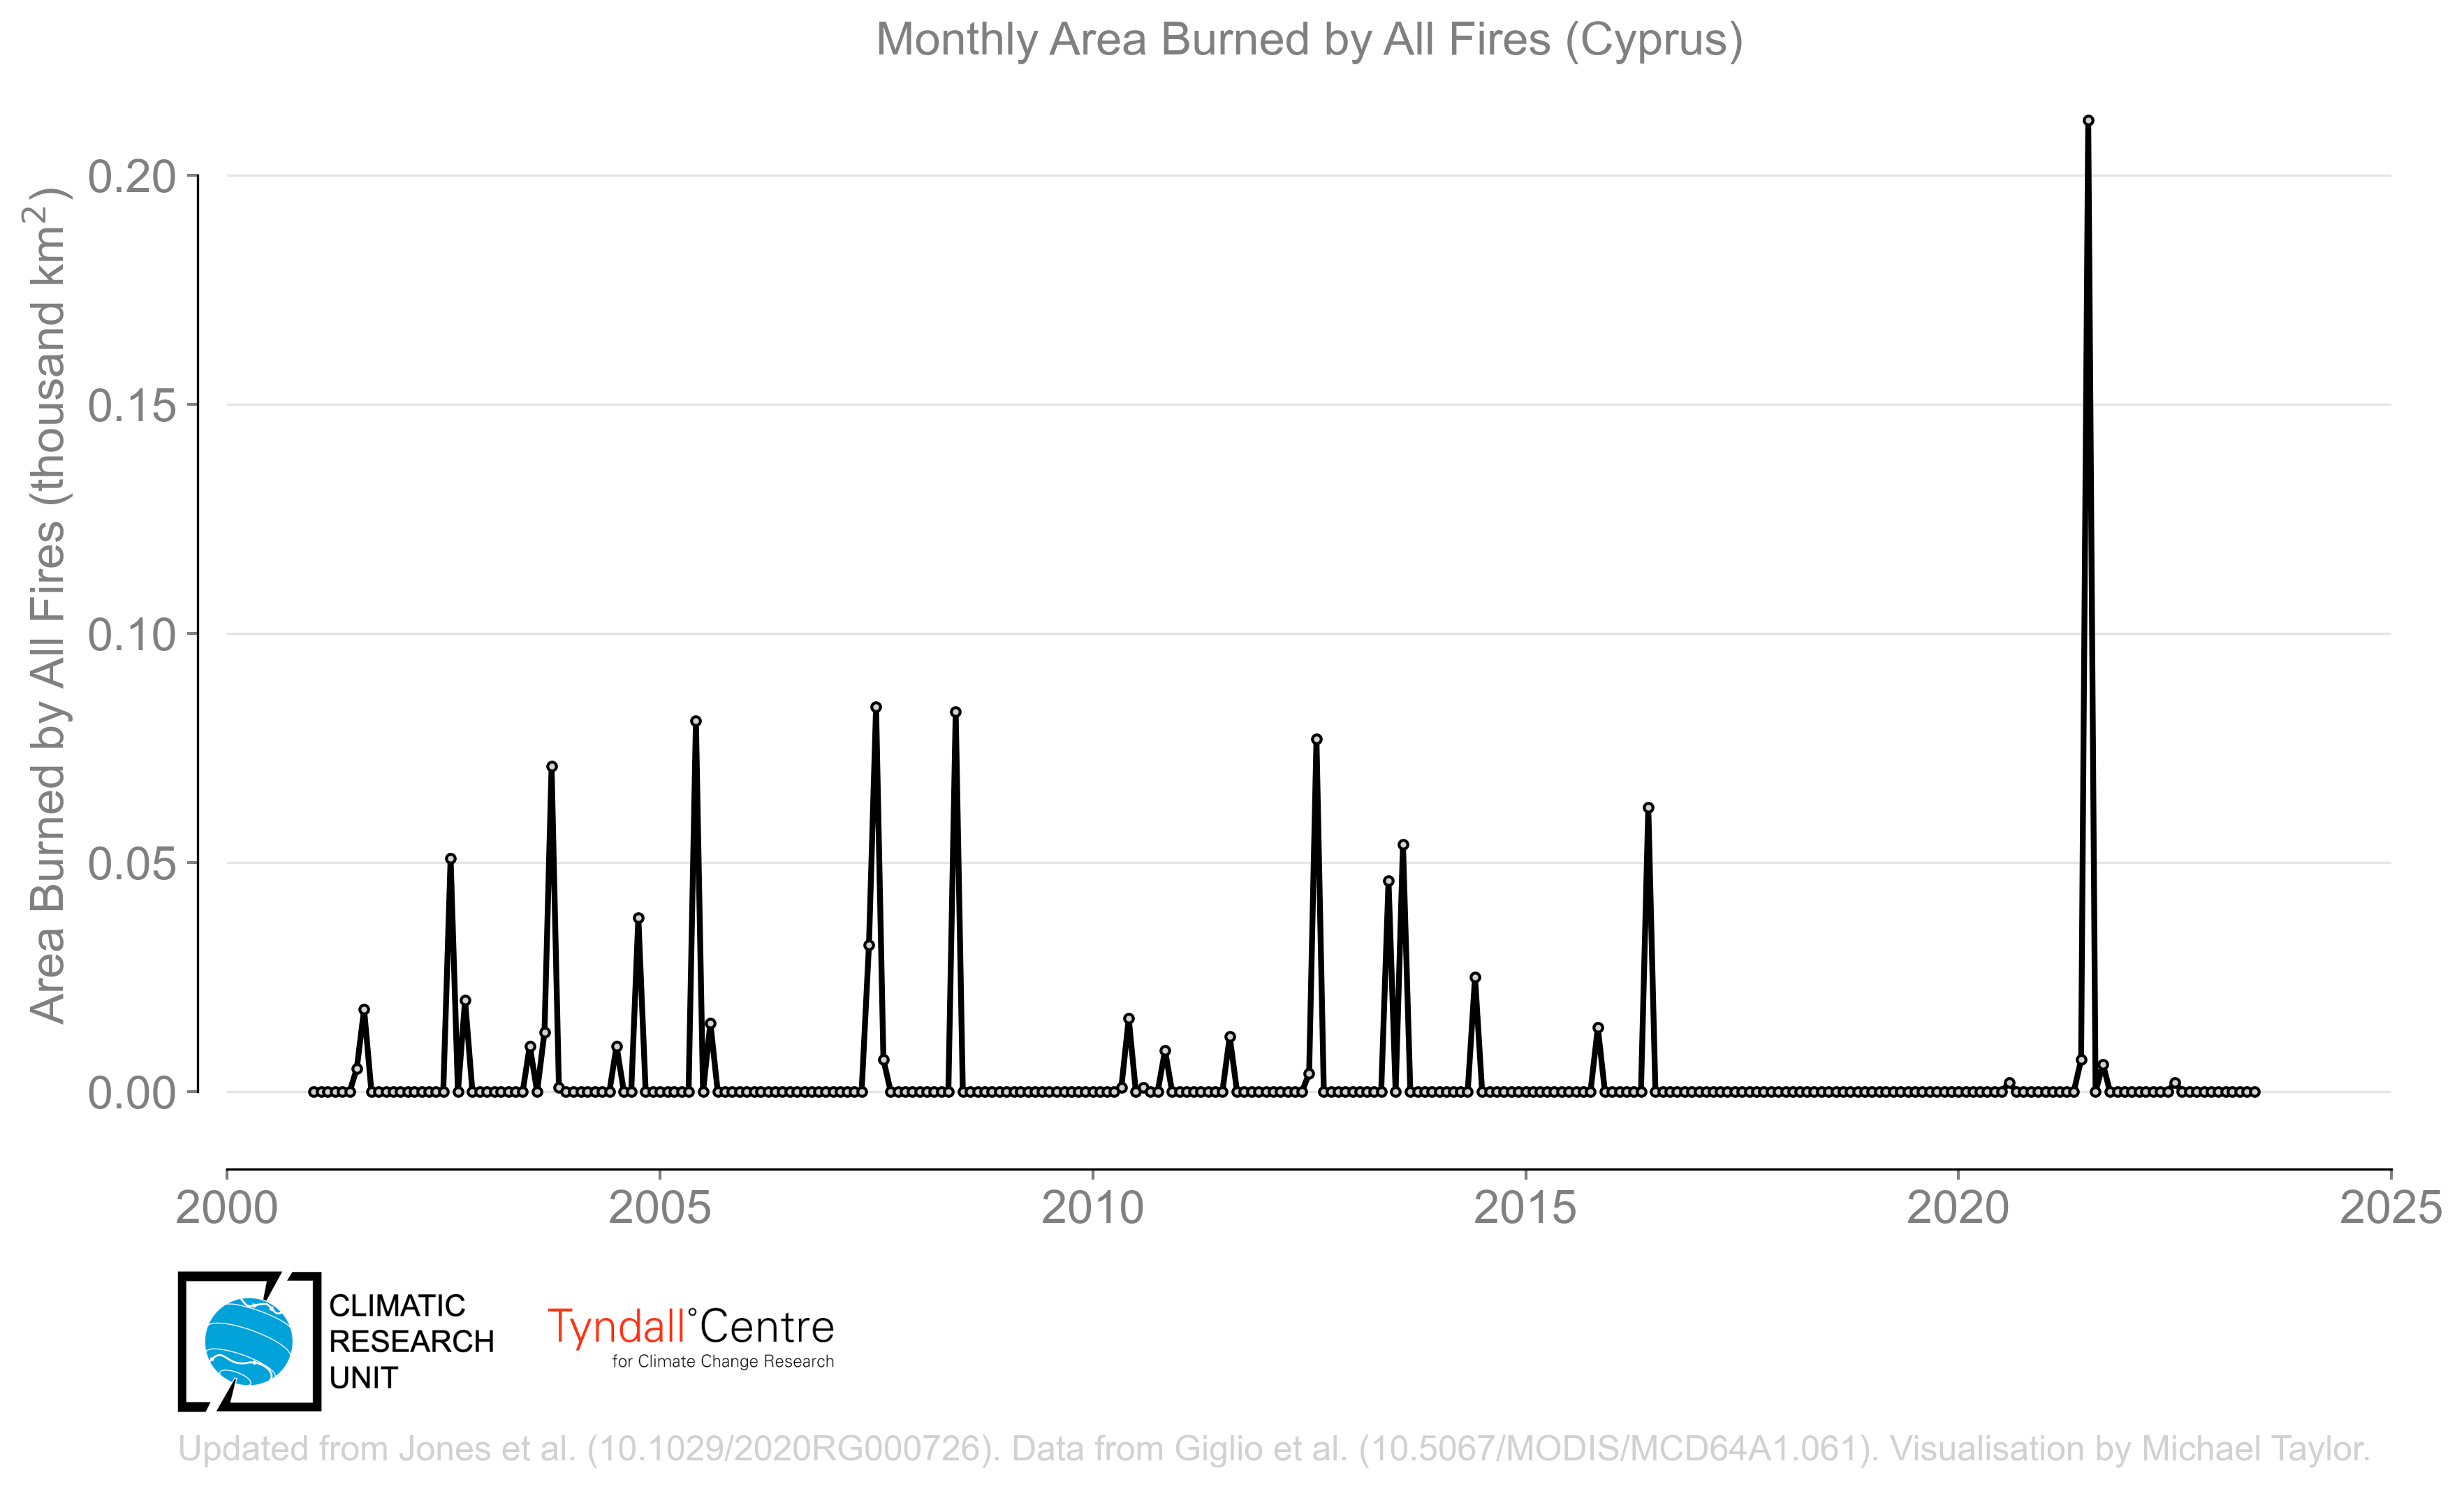 Monthly Area Burned by All Fires (Cyprus)
Area Burned by All Fires (thousand km²)
0.20
0.15
0.10
0.05
0.00
2000 2005 2010 2015 2020 2025
CLIMATIC
RESEARCH
UNIT
Tyndall°Centre
for Climate Change Research
Updated from Jones et al. (10.1029/2020RG000726). Data from Giglio et al. (10.5067/MODIS/MCD64A1.061). Visualisation by Michael Taylor.